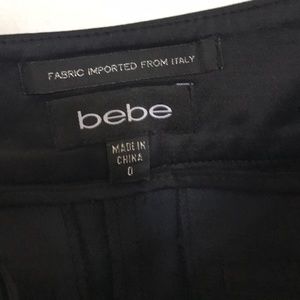 FABRIC IMPORTED FROM ITALY
bebe
MADE IN
CHINA
0